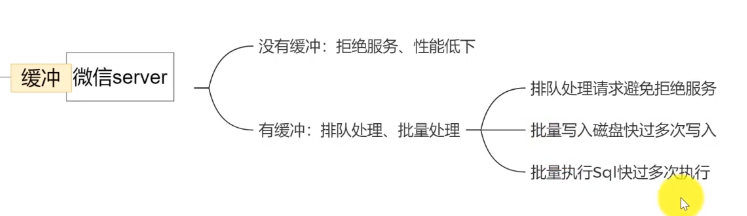 缓冲
微信server
没有缓冲：拒绝服务、性能低下
有缓冲：排队处理、批量处理
排队处理请求避免拒绝服务
批量写入磁盘快过多次写入
批量执行Sql快过多次执行